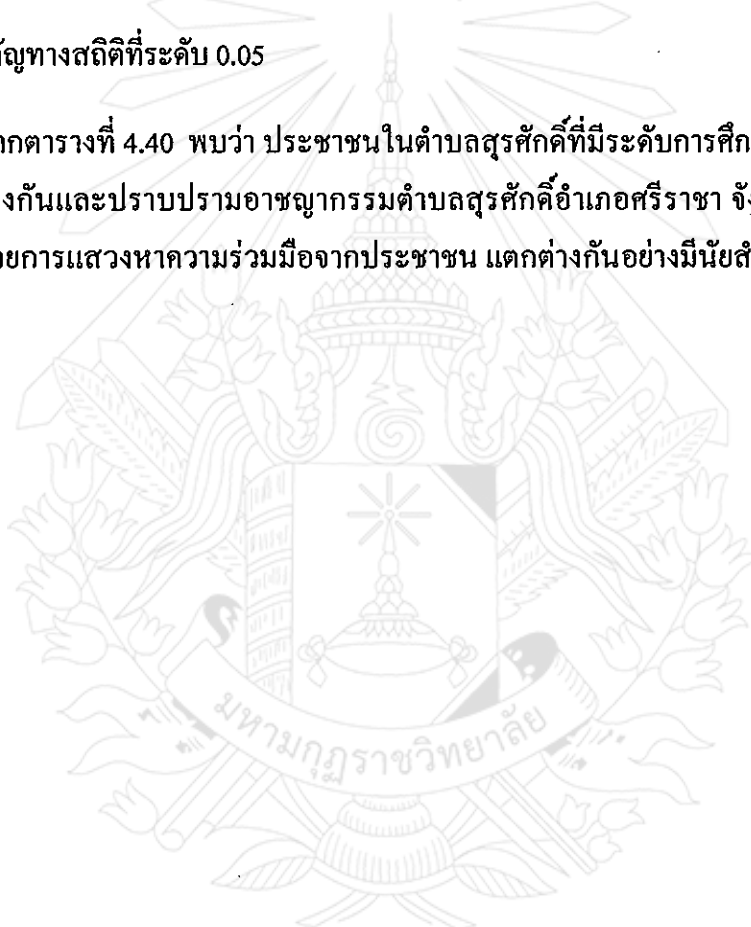 ัญทางสถิติที่ระดับ 0.05
ากตารางที่ 4.40 พบว่า ประชาชนในตำบลสุรศักดิ์ที่มีระดับการศึก
งกันและปราบปรามอาชญากรรมตำบลสุรศักดิ์อำเภอศรีราชา จัง
วยการแสวงหาความร่วมมือจากประชาชน แตกต่างกันอย่างมีนัยสำ
มหามกุฏราชวิทยาลัย